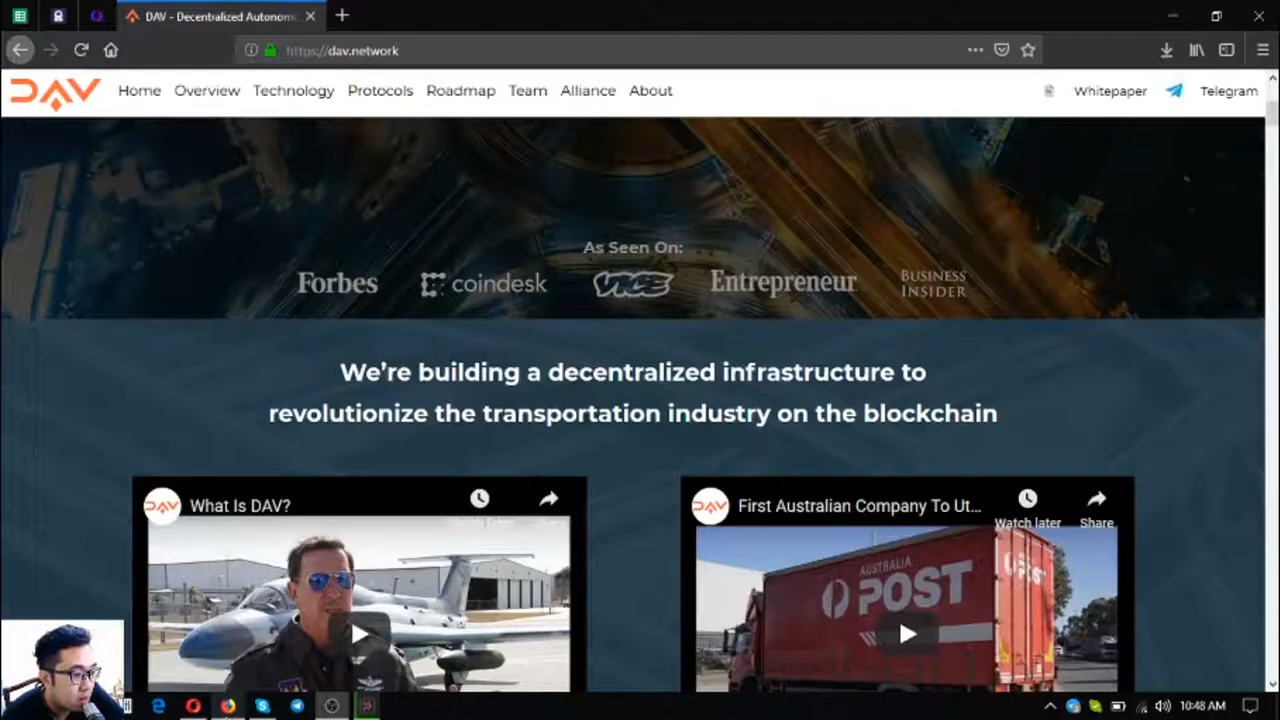 DAV - Decentralized Autonom
https://dav.network
DAV Home Overview Technology Protocols Roadmap Team Alliance About Whitepaper Telegram
As Seen On:
Forbes coindesk VICE Entrepreneur BUSINESS INSIDER
We’re building a decentralized infrastructure to
revolutionize the transportation industry on the blockchain
DAV What Is DAV?
DAV First Australian Company To Ut...
Watch later Share
AUSTRALIA
POST
10:48 AM